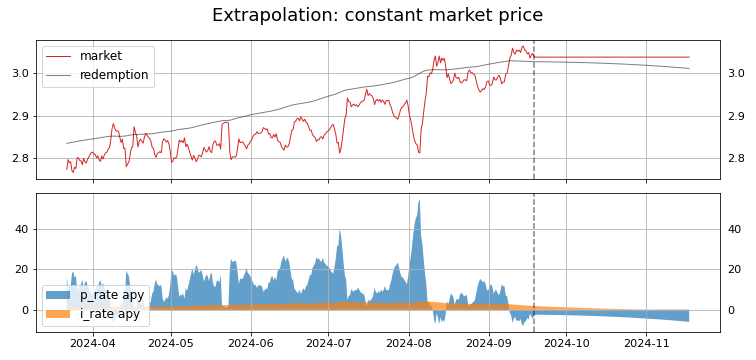 Extrapolation: constant market price
market
redemption
3.0 3.0
2.9 2.9
2.8 2.8
40 40
20 20
0 0
p_rate apy
i_rate apy
2024-04 2024-05 2024-06 2024-07 2024-08 2024-09 2024-10 2024-11